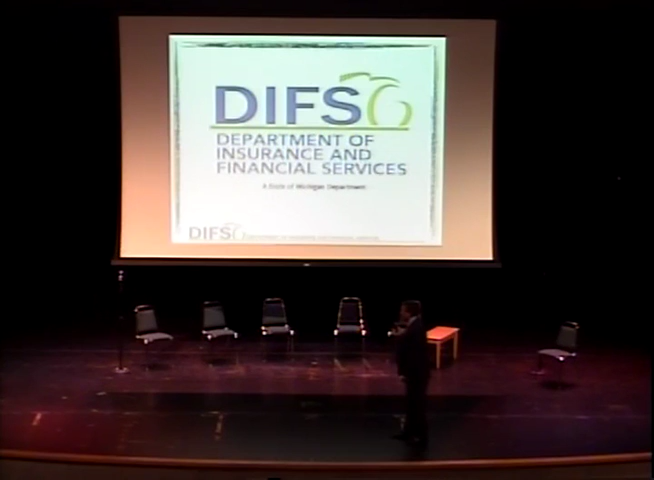 DIFS
DEPARTMENT OF
INSURANCE AND
FINANCIAL SERVICES
A State of Michigan Department
DIFS